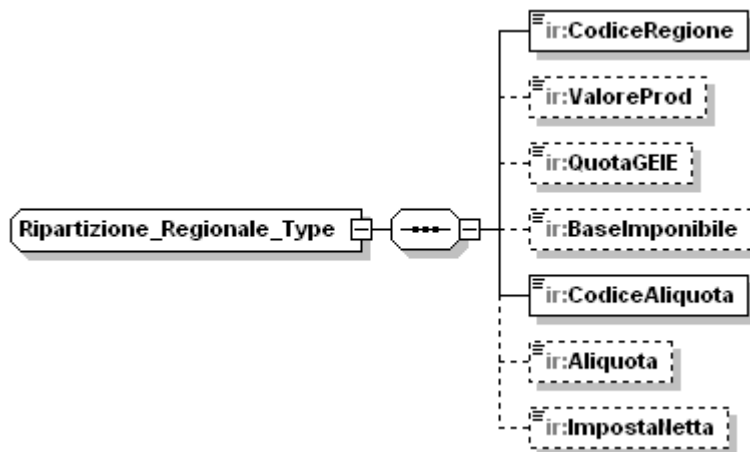 ir:CodiceRegione
ir:ValoreProd
ir:QuotaGEIE
Ripartizione_Regionale_Type
ir:BaseImponibile
ir:CodiceAliquota
ir:Aliquota
ir:ImpostaNetta